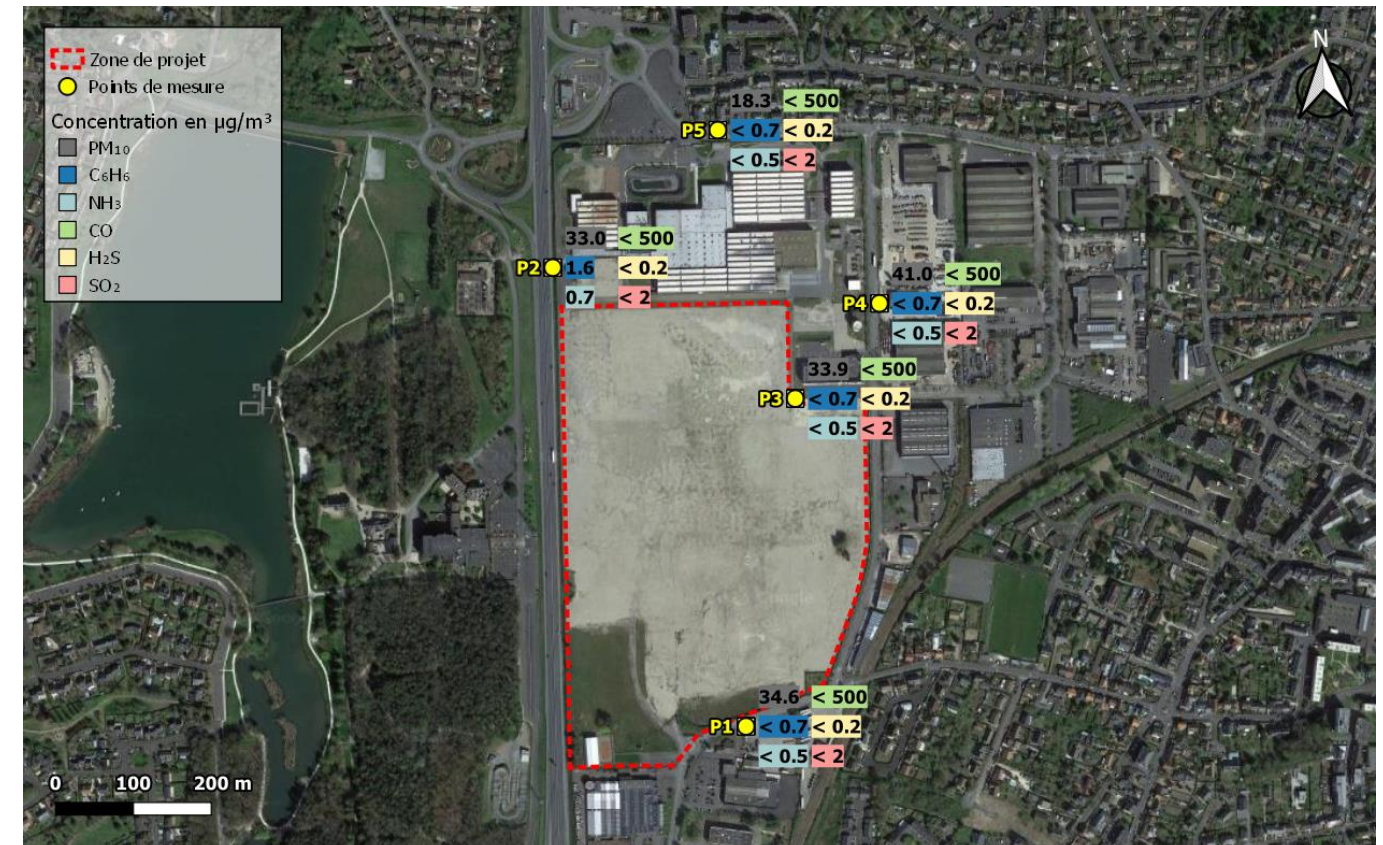 Zone de projet
Points de mesure
Concentration en µg/m³
PM₁₀
C₆H₆
NH₃
CO
H₂S
SO₂
N
18.3 < 500
P5 < 0.7 < 0.2
< 0.5 < 2
33.0 < 500
P2 1.6 < 0.2
0.7 < 2
41.0 < 500
P4 < 0.7 < 0.2
< 0.5 < 2
33.9 < 500
P3 < 0.7 < 0.2
< 0.5 < 2
34.6 < 500
P1 < 0.7 < 0.2
< 0.5 < 2
0 100 200 m